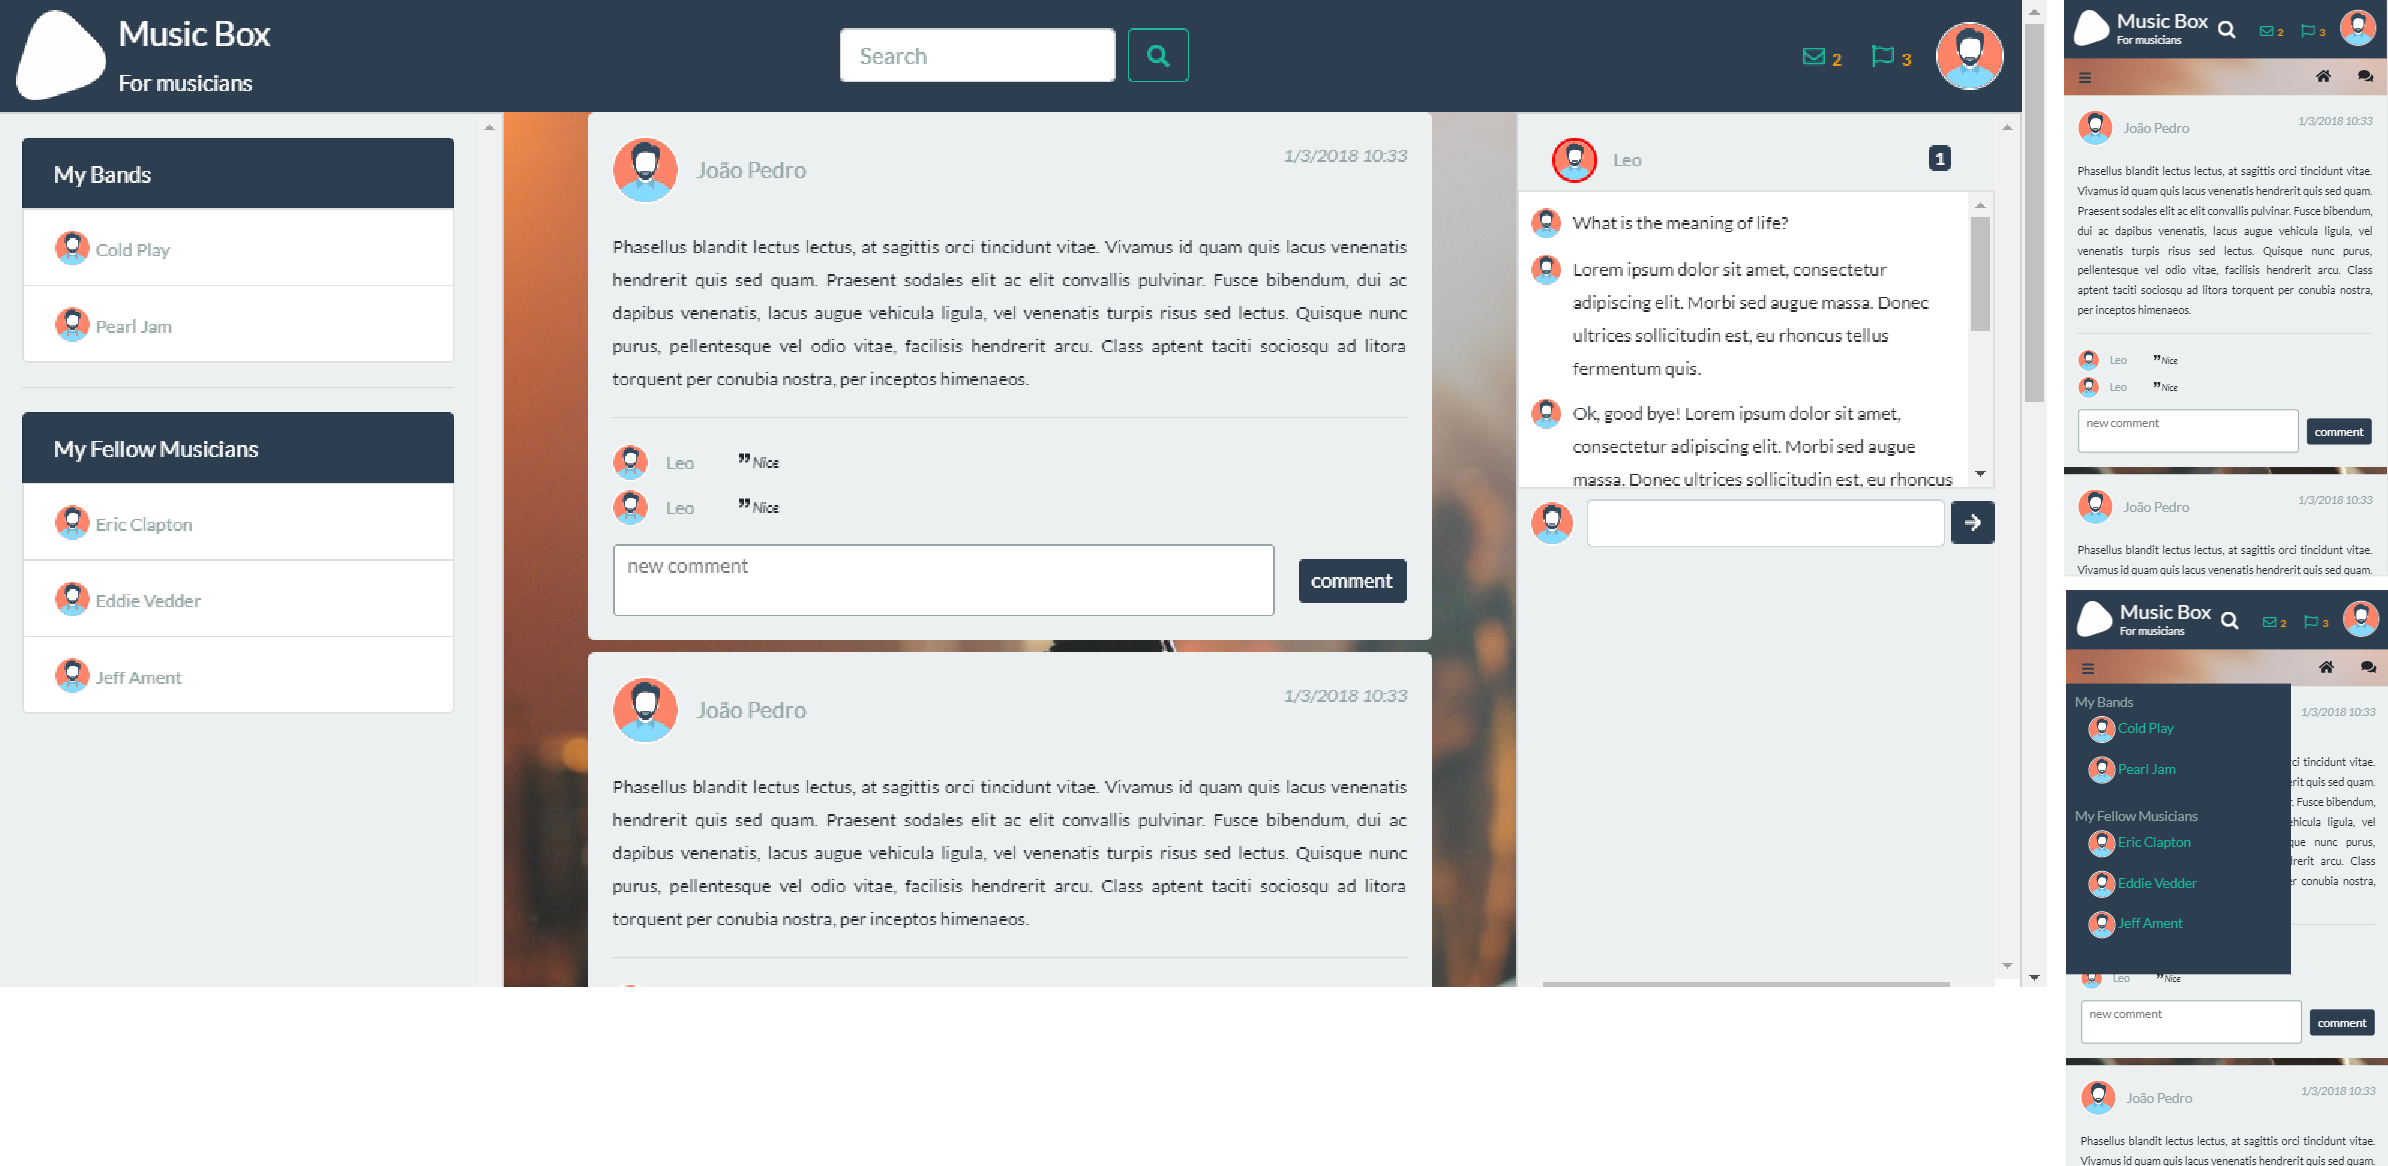 Music Box
For musicians
Search
2
3
My Bands
Cold Play
Pearl Jam
My Fellow Musicians
Eric Clapton
Eddie Vedder
Jeff Ament
João Pedro
1/3/2018 10:33
Phasellus blandit lectus lectus, at sagittis orci tincidunt vitae. Vivamus id quam quis lacus venenatis
hendrerit quis sed quam. Praesent sodales elit ac elit convallis pulvinar. Fusce bibendum, dui ac
dapibus venenatis, lacus augue vehicula ligula, vel venenatis turpis risus sed lectus. Quisque nunc
purus, pellentesque vel odio vitae, facilisis hendrerit arcu. Class aptent taciti sociosqu ad litora
torquent per conubia nostra, per inceptos himenaeos.
Leo
Nice
Leo
Nice
new comment
comment
João Pedro
1/3/2018 10:33
Phasellus blandit lectus lectus, at sagittis orci tincidunt vitae. Vivamus id quam quis lacus venenatis
hendrerit quis sed quam. Praesent sodales elit ac elit convallis pulvinar. Fusce bibendum, dui ac
dapibus venenatis, lacus augue vehicula ligula, vel venenatis turpis risus sed lectus. Quisque nunc
purus, pellentesque vel odio vitae, facilisis hendrerit arcu. Class aptent taciti sociosqu ad litora
torquent per conubia nostra, per inceptos himenaeos.
Leo
1
What is the meaning of life?
Lorem ipsum dolor sit amet, consectetur
adipiscing elit. Morbi sed augue massa. Donec
ultrices sollicitudin est, eu rhoncus tellus
fermentum quis.
Ok, good bye! Lorem ipsum dolor sit amet,
consectetur adipiscing elit. Morbi sed augue
massa. Donec ultrices sollicitudin est, eu rhoncus
Music Box
For musicians
2
3
João Pedro
1/3/2018 10:33
Phasellus blandit lectus lectus, at sagittis orci tincidunt vitae.
Vivamus id quam quis lacus venenatis hendrerit quis sed quam.
Praesent sodales elit ac elit convallis pulvinar. Fusce bibendum,
dui ac dapibus venenatis, lacus augue vehicula ligula, vel
venenatis turpis risus sed lectus. Quisque nunc purus,
pellentesque vel odio vitae, facilisis hendrerit arcu. Class
aptent taciti sociosqu ad litora torquent per conubia nostra,
per inceptos himenaeos.
Leo
Nice
Leo
Nice
new comment
comment
João Pedro
1/3/2018 10:33
Phasellus blandit lectus lectus, at sagittis orci tincidunt vitae.
Vivamus id quam quis lacus venenatis hendrerit quis sed quam.
Music Box
For musicians
2
3
My Bands
Cold Play
Pearl Jam
My Fellow Musicians
Eric Clapton
Eddie Vedder
Jeff Ament
1/3/2018 10:33
tincidunt vitae.
quis sed quam.
Fusce bibendum,
ligula, vel
nunc purus,
arcu. Class
conubia nostra,
Leo
Nice
new comment
comment
João Pedro
1/3/2018 10:33
Phasellus blandit lectus lectus, at sagittis orci tincidunt vitae.
Vivamus id quam quis lacus venenatis hendrerit quis sed quam.